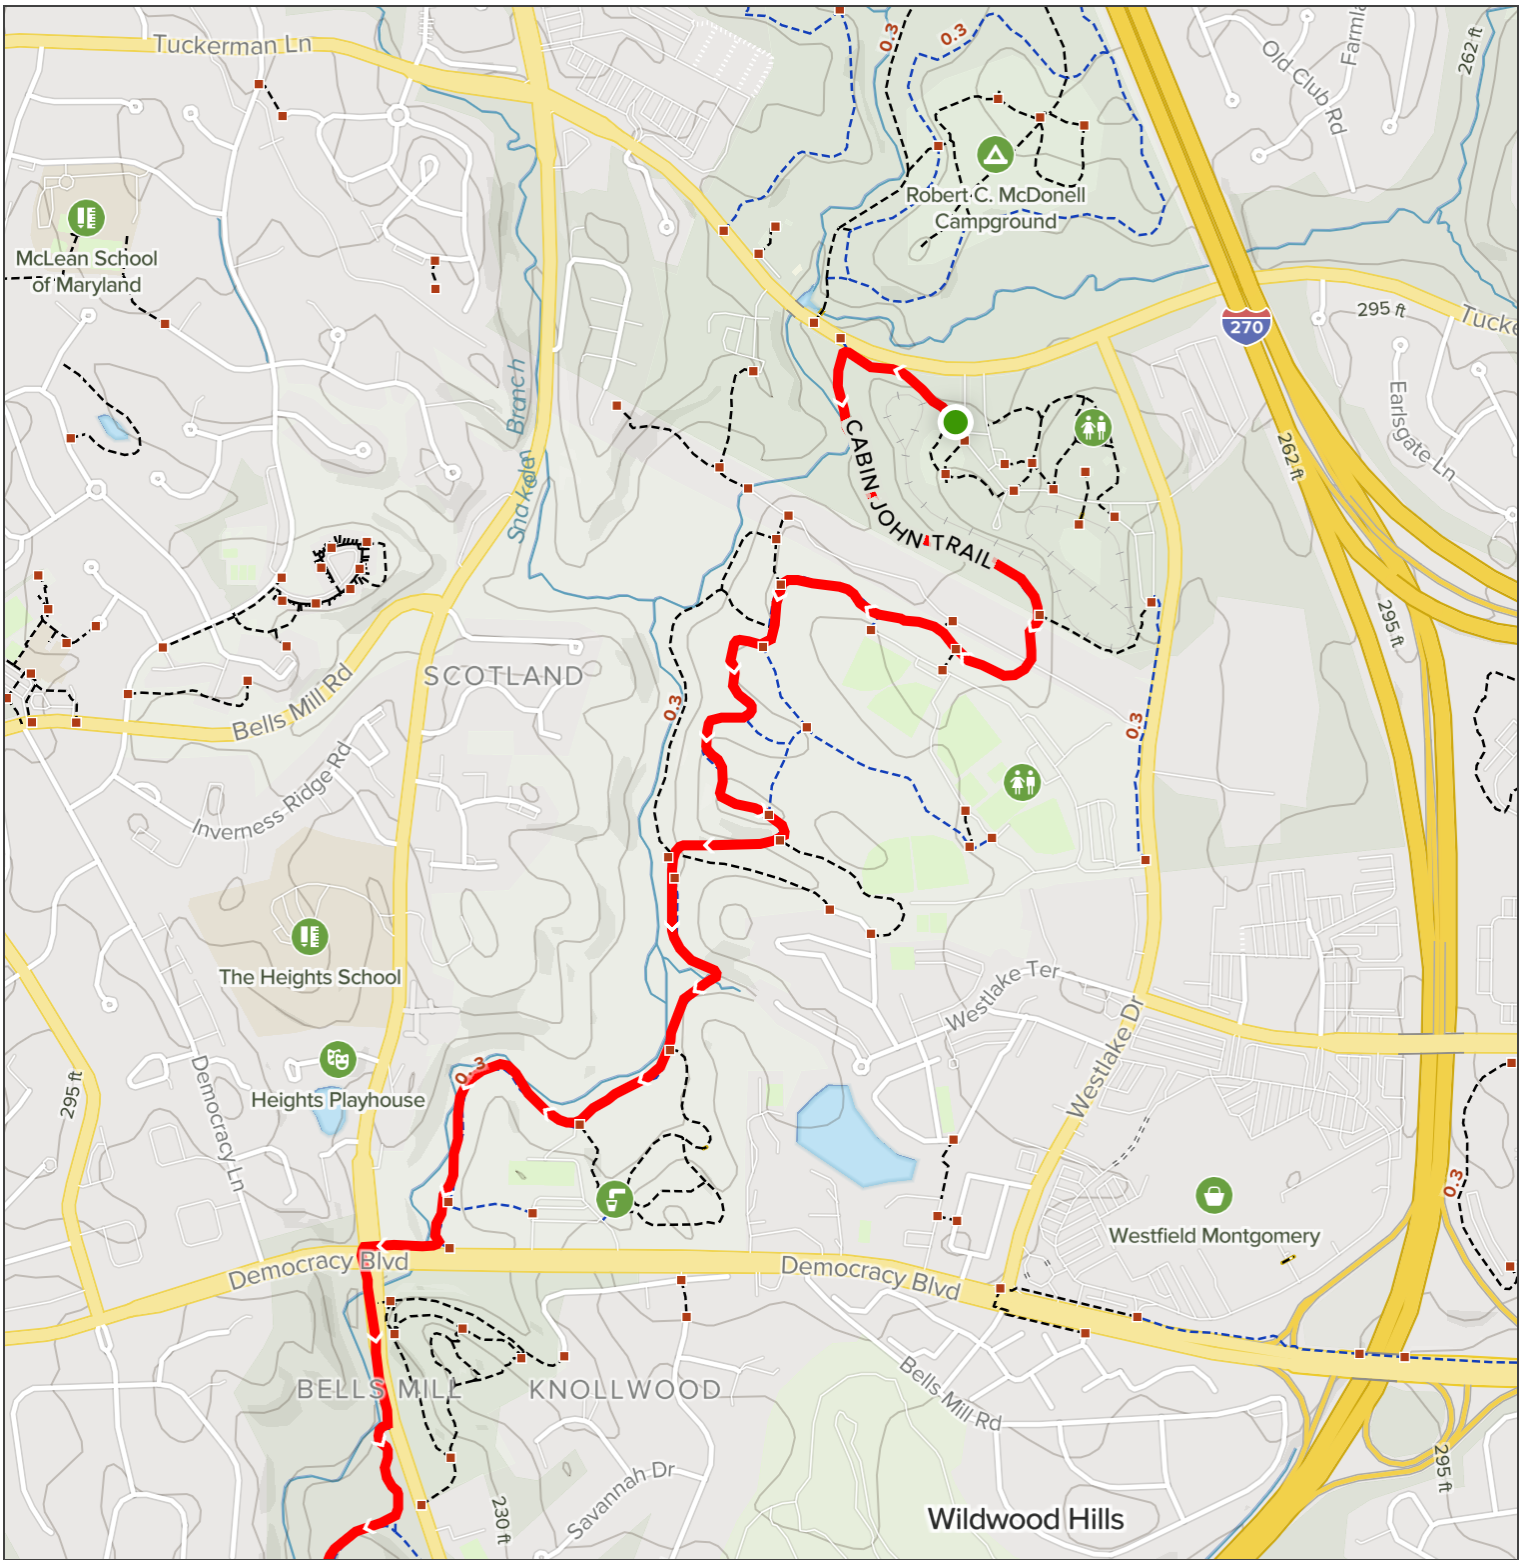 Tuckerman Ln
0.3
0.3
Old Club Rd
262 ft
Robert C. McDonell
Campground
McLean School
of Maryland
270
295 ft
Tucke
Snakeden Branch
Earlsgate Ln
262 ft
CABIN JOHN TRAIL
295 ft
SCOTLAND
Bells Mill Rd
0.3
0.3
Inverness Ridge Rd
The Heights School
Westlake Ter
Westlake Dr
0.3
Democracy Ln
295 ft
Heights Playhouse
0.3
Westfield Montgomery
Democracy Blvd
Democracy Blvd
BELLS MILL
KNOLLWOOD
Bells Mill Rd
Savannah Dr
230 ft
295 ft
Wildwood Hills